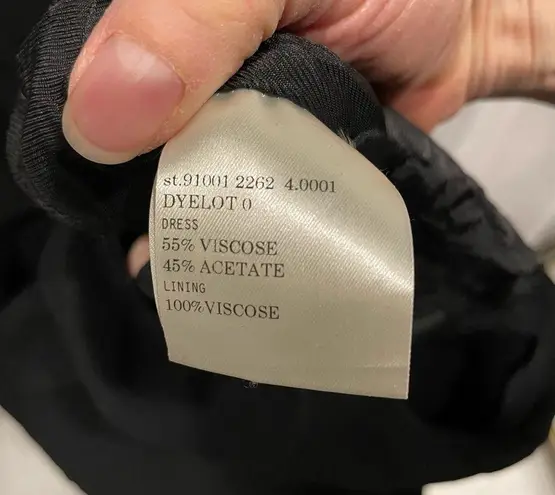 st.91001 2262 4.0001
DYELOT 0
DRESS
55% VISCOSE
45% ACETATE
LINING
100%VISCOSE